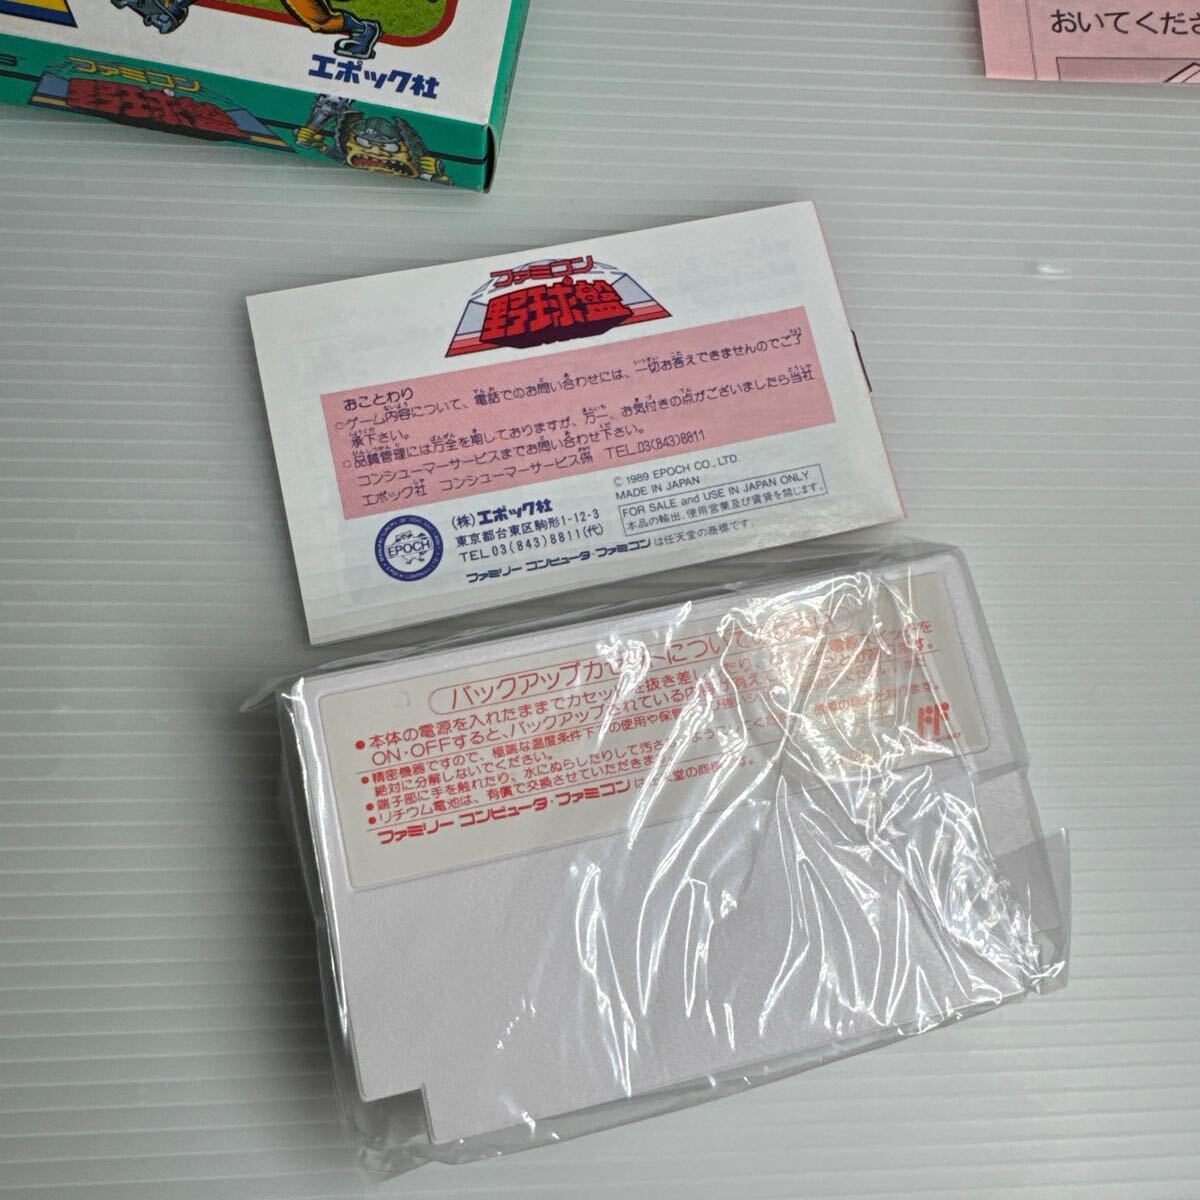 エポック社
ファミコン
野球盤
おいてくださ
ファミコン
野球盤
おことわり
○ゲーム内容について、電話でのお問い合わせには、一切お答えできませんのでご了
承下さい。
○品質管理には万全を期しておりますが、万一、お気付きの点がございましたら当社
コンシューマーサービスまでお問い合わせ下さい。
エポック社 コンシューマーサービス係 TEL.03(843)8811
EPOCH
(株)エポック社
東京都台東区駒形1-12-3
TEL 03(843)8811(代)
© 1989 EPOCH CO., LTD.
MADE IN JAPAN
FOR SALE and USE IN JAPAN ONLY
本品の輸出、使用営業及び賃貸を禁じます。
ファミリー コンピュータ・ファミコンは任天堂の商標です。
バックアップカセットについて
●本体の電源を入れたままでカセットを抜き差ししたり、
ON・OFFすると、バックアップされている内容が消えて
●精密機器ですので、極端な温度条件下での使用や保管
絶対に分解しないでください。
●端子部に手を触れたり、水にぬらしたりして汚さ
●リチウム電池は、有償で交換させていただきます。
ファミリー コンピュータ・ファミコンは任天堂の商標です。